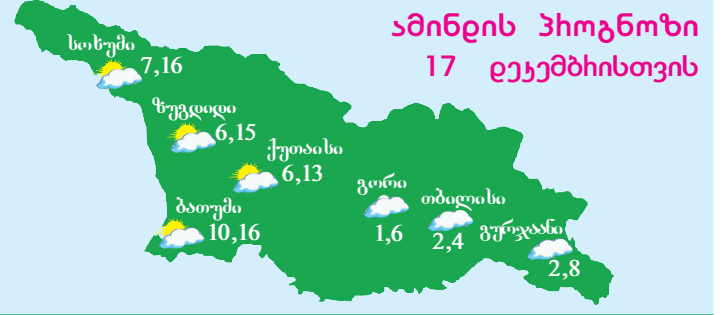 ამინდის პროგნოზი
17 დეკემბრისთვის
სოხუმი
7,16
ზუგდიდი
6,15
ქუთაისი
6,13
ბათუმი
10,16
გორი
1,6
თბილისი
2,4
გურჯაანი
2,8